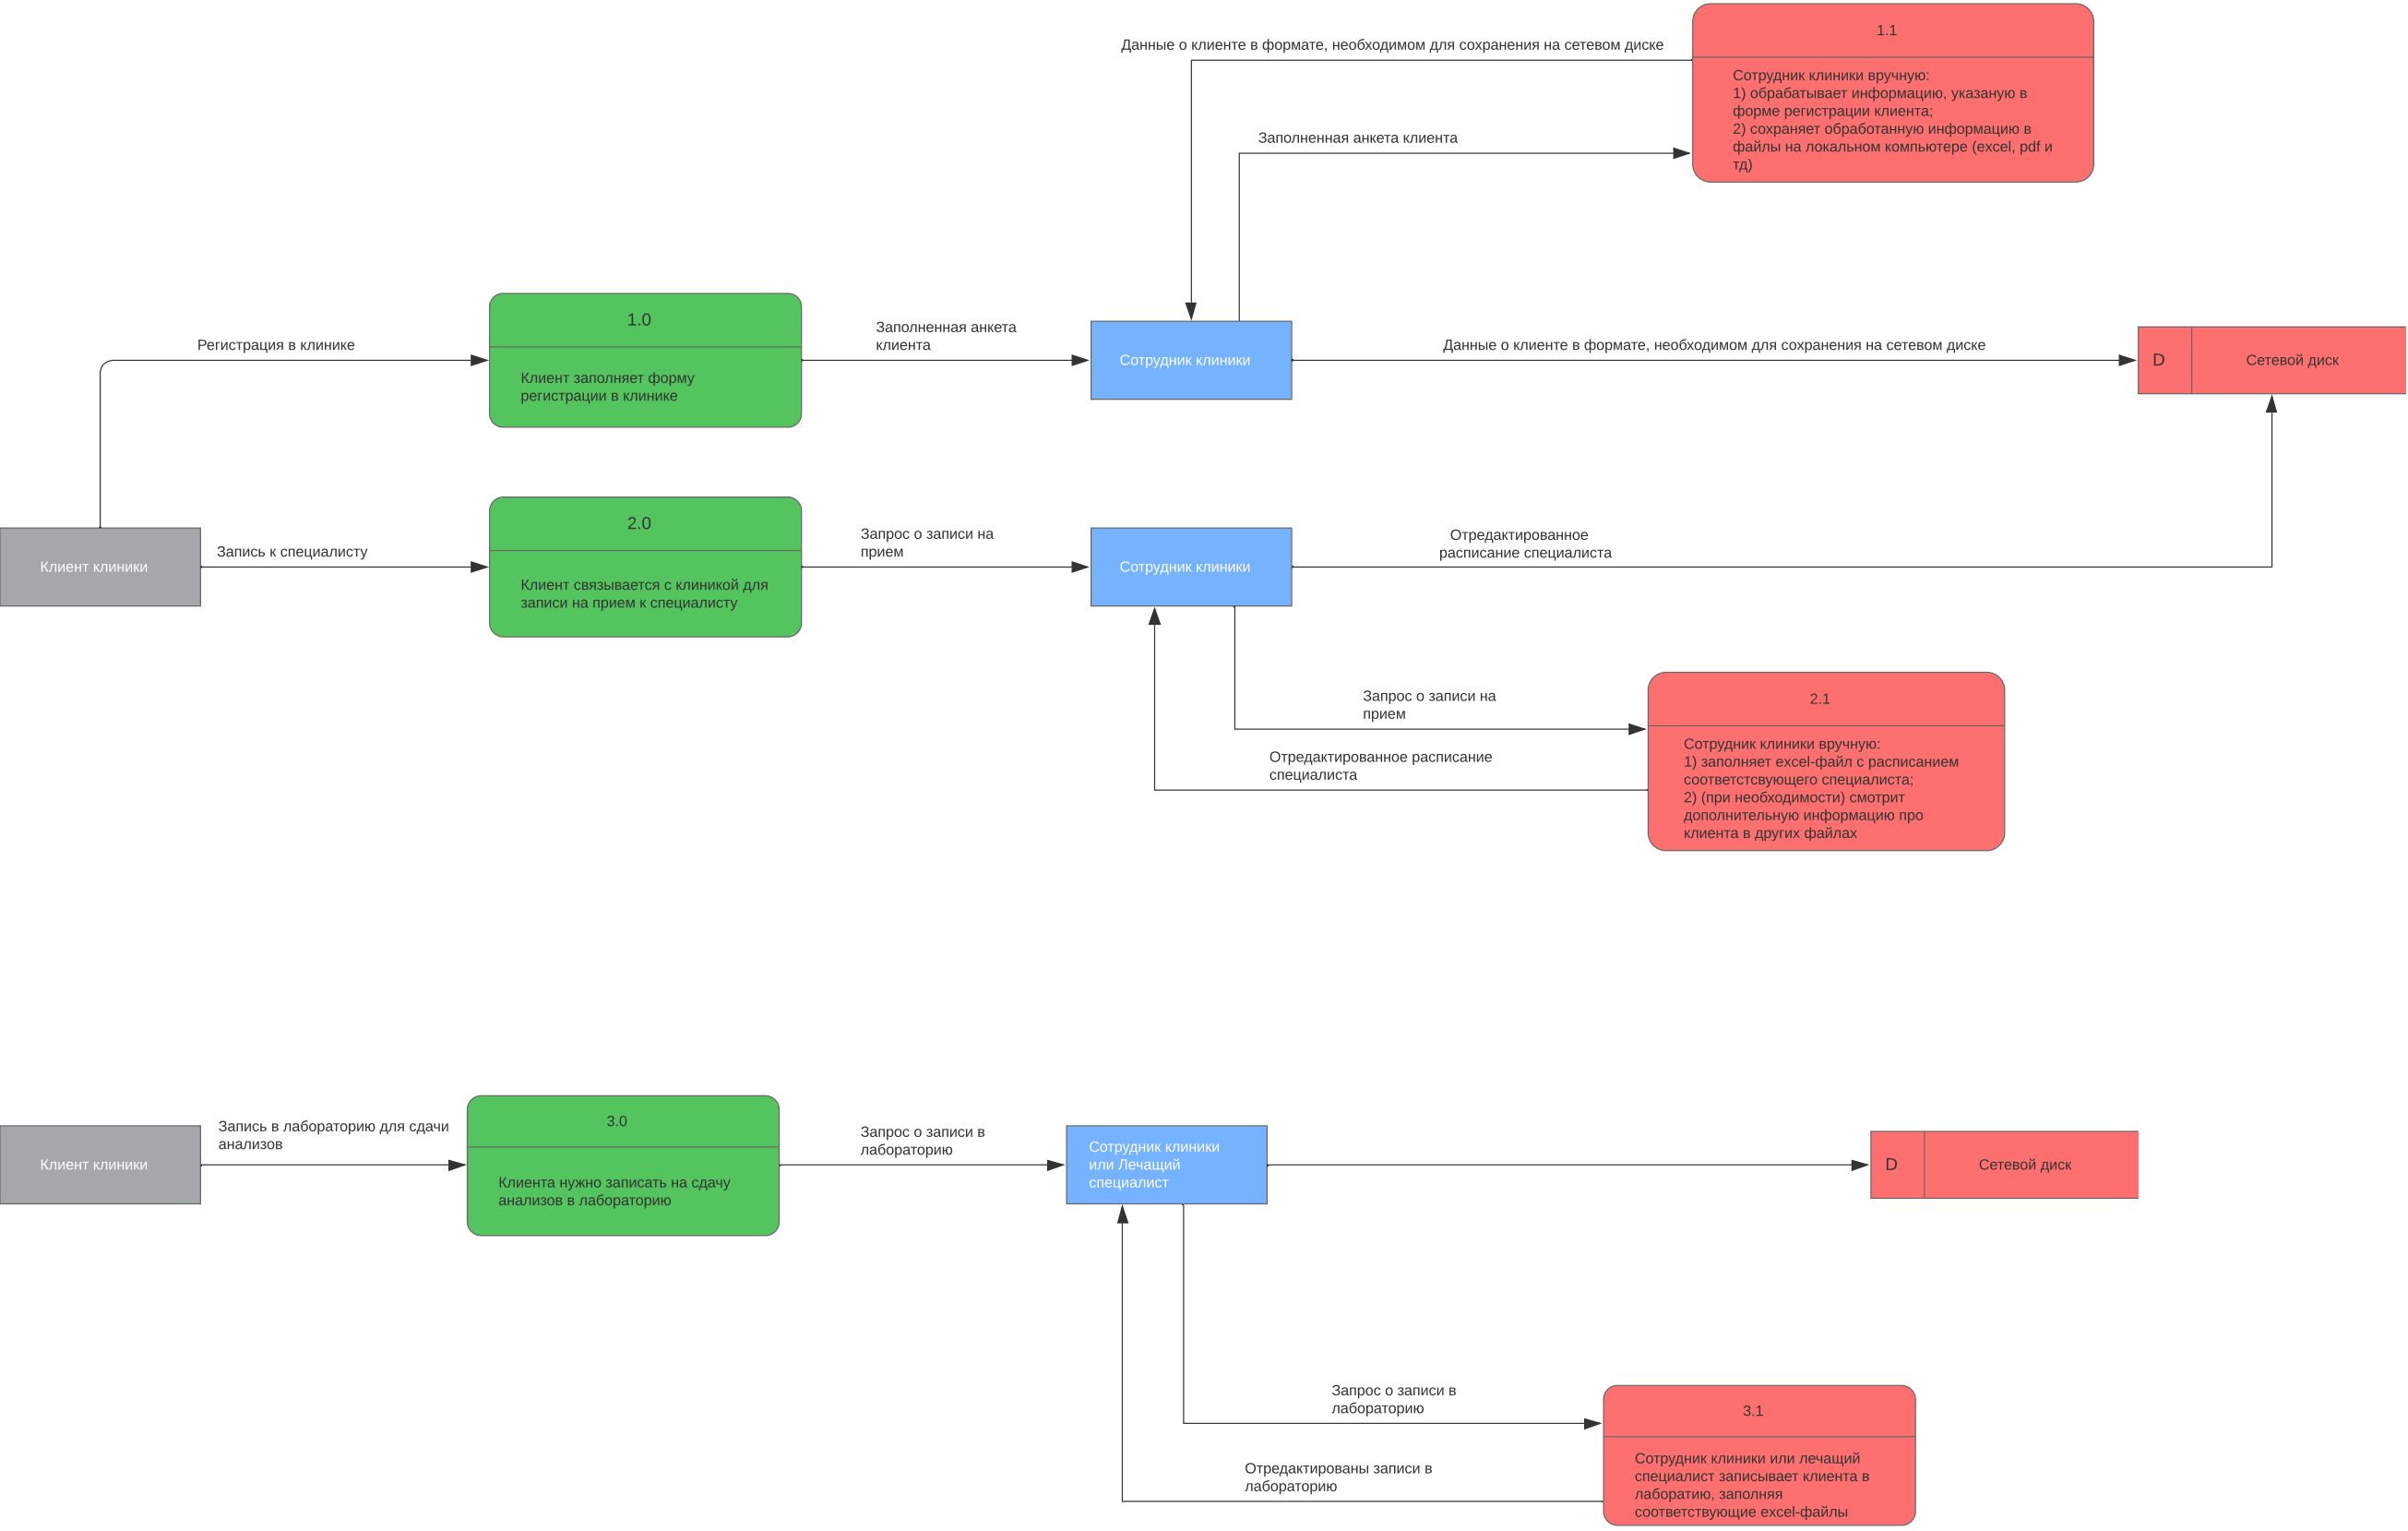 1.1
Данные о клиенте в формате, необходимом для сохранения на сетевом диске
Сотрудник клиники вручную:
1) обрабатывает информацию, указаную в
форме регистрации клиента;
2) сохраняет обработанную информацию в
файлы на локальном компьютере (excel, pdf и
тд)
Заполненная анкета клиента
1.0
Регистрация в клинике
Клиент заполняет форму
регистрации в клинике
Заполненная анкета
клиента
Сотрудник клиники
Данные о клиенте в формате, необходимом для сохранения на сетевом диске
D
Сетевой диск
Клиент клиники
Запись к специалисту
2.0
Клиент связывается с клиникой для
записи на прием к специалисту
Запрос о записи на
прием
Сотрудник клиники
Отредактированное
расписание специалиста
Запрос о записи на
прием
Отредактированное расписание
специалиста
2.1
Сотрудник клиники вручную:
1) заполняет excel-файл с расписанием
соответстсвующего специалиста;
2) (при необходимости) смотрит
дополнительную информацию про
клиента в других файлах
Клиент клиники
Запись в лабораторию для сдачи
анализов
3.0
Клиента нужно записать на сдачу
анализов в лабораторию
Запрос о записи в
лабораторию
Сотрудник клиники
или Лечащий
специалист
D
Сетевой диск
Запрос о записи в
лабораторию
Отредактированы записи в
лабораторию
3.1
Сотрудник клиники или лечащий
специалист записывает клиента в
лаборатию, заполняя
соответствующие excel-файлы